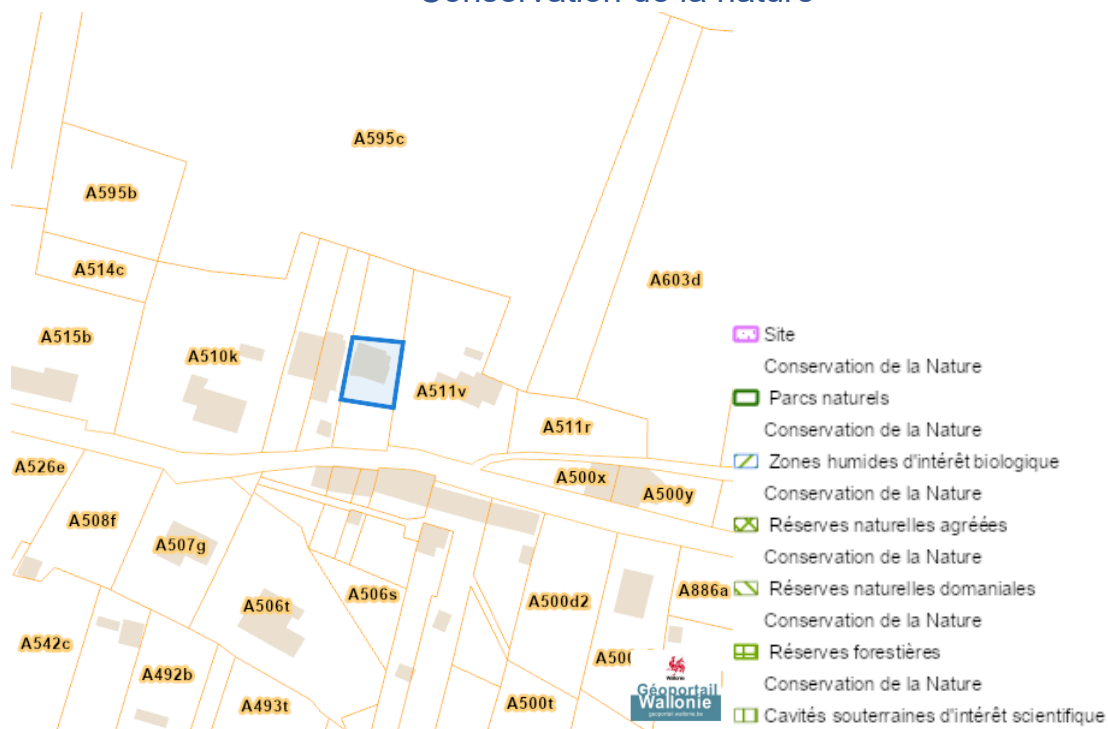 Conservation de la nature
A595c
A595b
A514c
A603d
A515b
A510k
A511v
A511r
A526e
A500x
A500y
A508f
A507g
A506s
A506t
A500d2
A886a
A542c
A492b
A493t
A500t
Wallonie
Géoportail
Wallonie
geoportail.wallonie.be
Site
Conservation de la Nature
Parcs naturels
Conservation de la Nature
Zones humides d'intérêt biologique
Conservation de la Nature
Réserves naturelles agréées
Conservation de la Nature
Réserves naturelles domaniales
Conservation de la Nature
Réserves forestières
Conservation de la Nature
Cavités souterraines d'intérêt scientifique